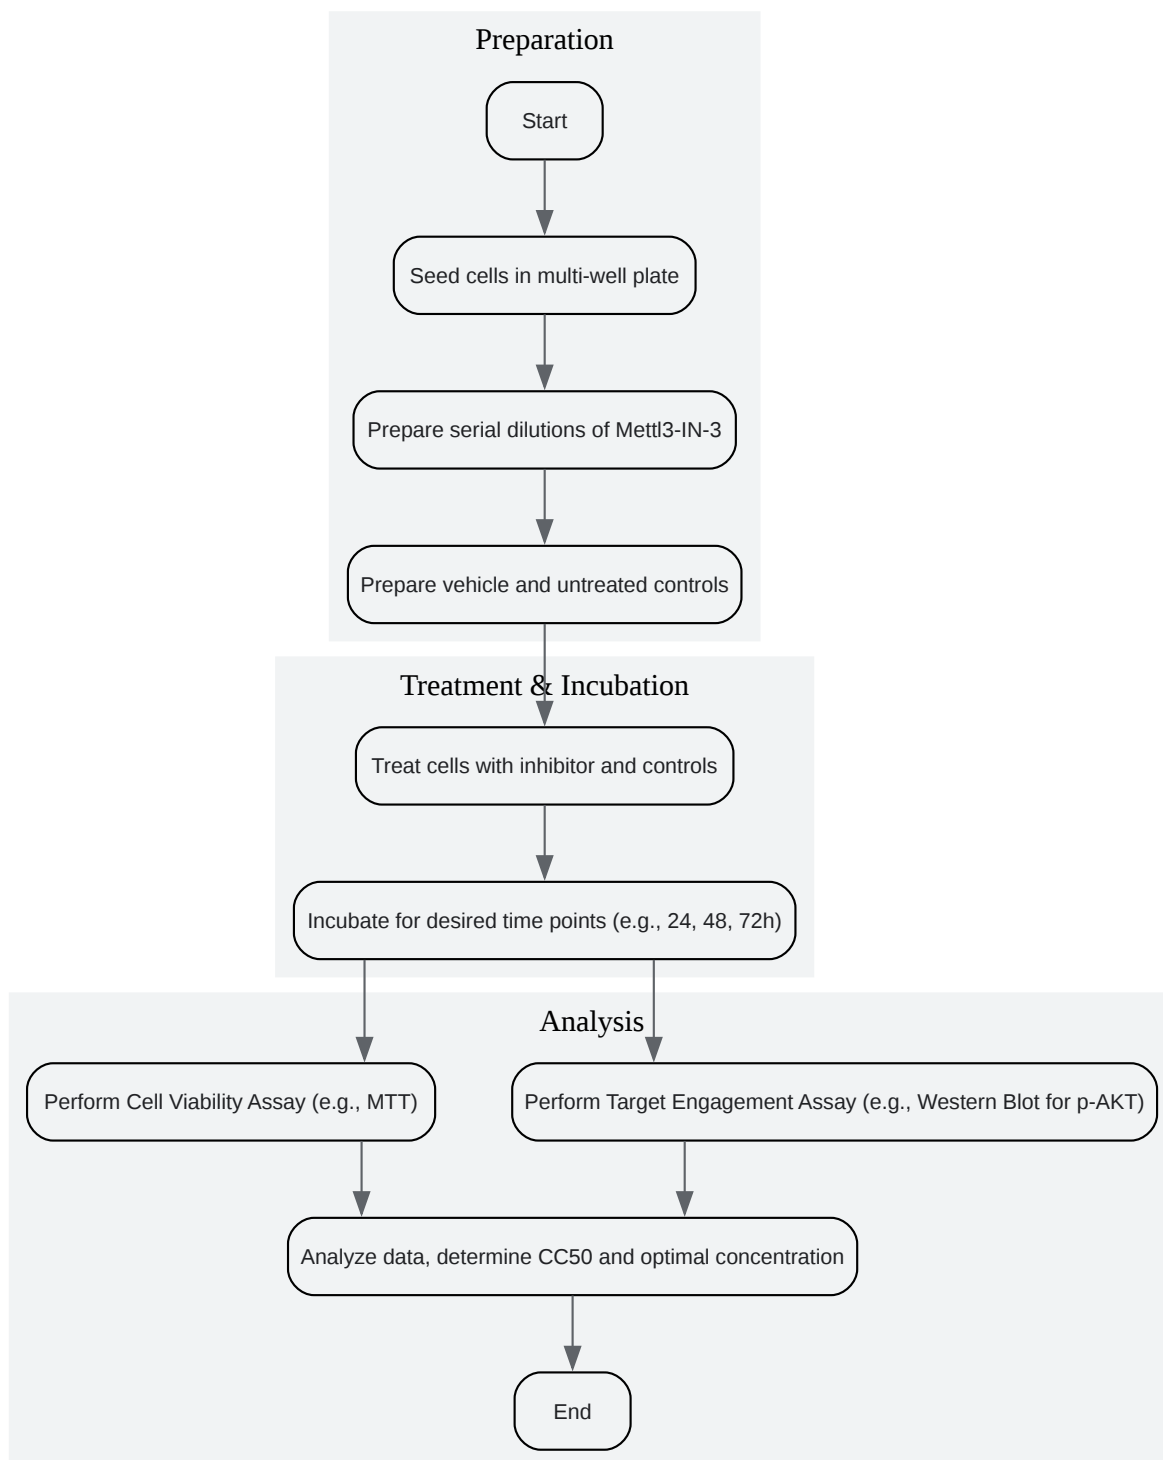 Preparation
Start
Seed cells in multi-well plate
Prepare serial dilutions of Mettl3-IN-3
Prepare vehicle and untreated controls
Treatment & Incubation
Treat cells with inhibitor and controls
Incubate for desired time points (e.g., 24, 48, 72h)
Analysis
Perform Cell Viability Assay (e.g., MTT)
Perform Target Engagement Assay (e.g., Western Blot for p-AKT)
Analyze data, determine CC50 and optimal concentration
End